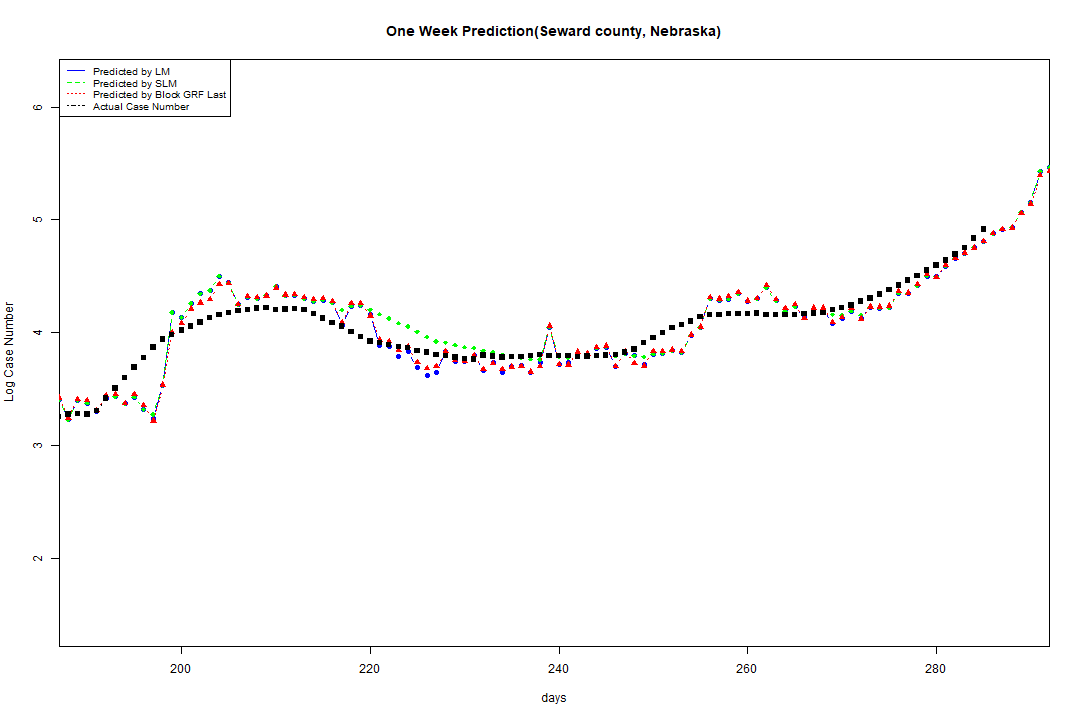 One Week Prediction(Seward county, Nebraska)
Predicted by LM
Predicted by SLM
Predicted by Block GRF Last
Actual Case Number
6
5
4
3
2
Log Case Number
200 220 240 260 280
days